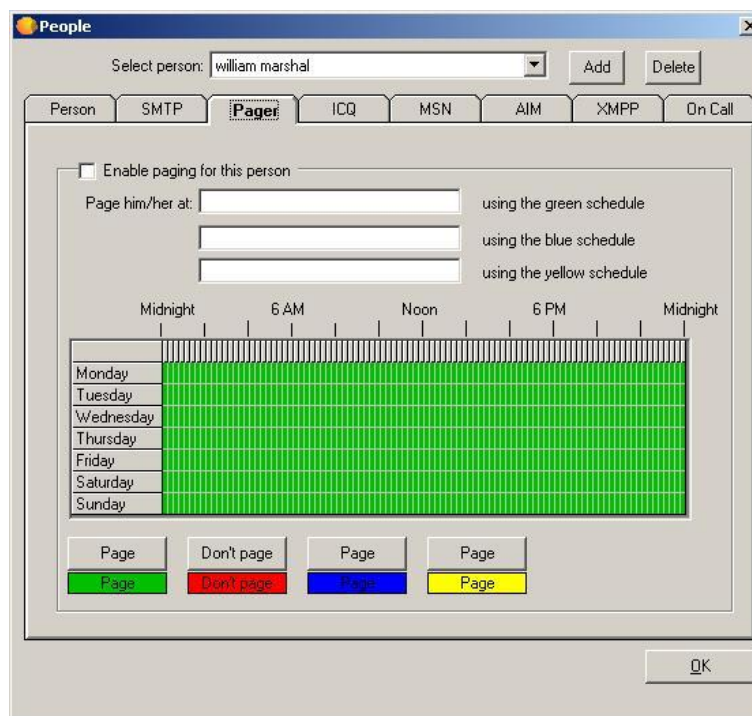 People
Select person: william marshal Add Delete
Person SMTP Pager ICQ MSN AIM XMPP On Call
Enable paging for this person
Page him/her at: using the green schedule
using the blue schedule
using the yellow schedule
Midnight 6 AM Noon 6 PM Midnight
Monday
Tuesday
Wednesday
Thursday
Friday
Saturday
Sunday
Page Don't page Page Page
Page Don't page Page Page
OK